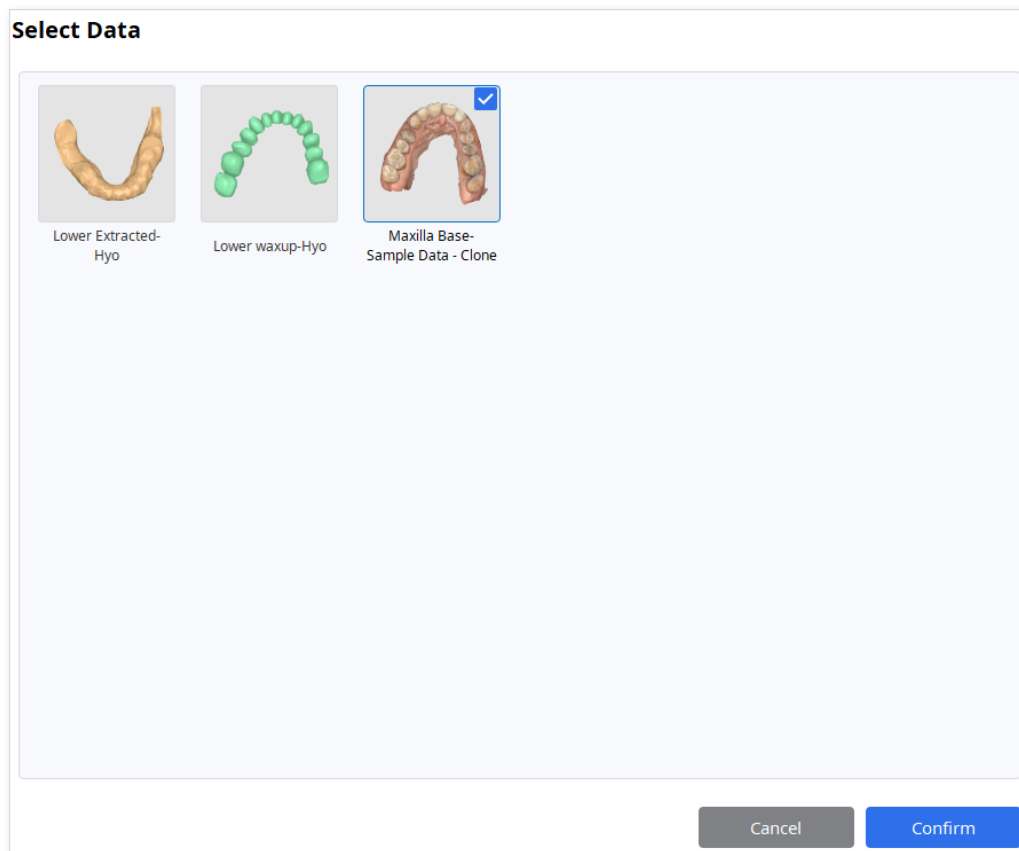 Select Data
Lower Extracted-
Hyo
Lower waxup-Hyo
Maxilla Base-
Sample Data - Clone
Cancel
Confirm